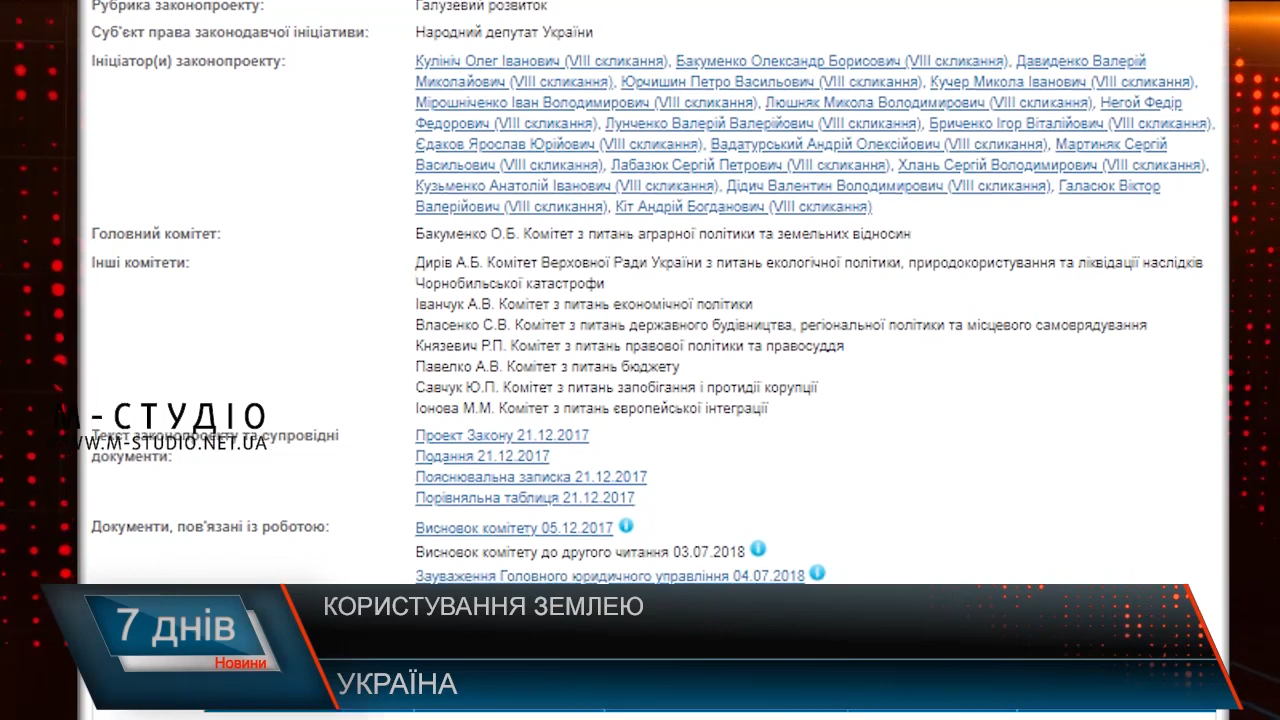 Рубрика законопроекту: Галузевий розвиток
Суб'єкт права законодавчої ініціативи: Народний депутат України
Ініціатор(и) законопроекту: Кулініч Олег Іванович (VIII скликання), Бакуменко Олександр Борисович (VIII скликання), Давиденко Валерій
Миколайович (VIII скликання), Юрчишин Петро Васильович (VIII скликання), Кучер Микола Іванович (VIII скликання),
Мірошніченко Іван Володимирович (VIII скликання), Люшняк Микола Володимирович (VIII скликання), Негой Федір
Федорович (VIII скликання), Лунченко Валерій Валерійович (VIII скликання), Бриченко Ігор Віталійович (VIII скликання),
Єдаков Ярослав Юрійович (VIII скликання), Вадатурський Андрій Олексійович (VIII скликання), Мартиняк Сергій
Васильович (VIII скликання), Лабазюк Сергій Петрович (VIII скликання), Хлань Сергій Володимирович (VIII скликання),
Кузьменко Анатолій Іванович (VIII скликання), Дідич Валентин Володимирович (VIII скликання), Галасюк Віктор
Валерійович (VIII скликання), Кіт Андрій Богданович (VIII скликання)
Головний комітет: Бакуменко О.Б. Комітет з питань аграрної політики та земельних відносин
Інші комітети: Дирів А.Б. Комітет Верховної Ради України з питань екологічної політики, природокористування та ліквідації наслідків
Чорнобильської катастрофи
Іванчук А.В. Комітет з питань економічної політики
Власенко С.В. Комітет з питань державного будівництва, регіональної політики та місцевого самоврядування
Князевич Р.П. Комітет з питань правової політики та правосуддя
Павелко А.В. Комітет з питань бюджету
Савчук Ю.П. Комітет з питань запобігання і протидії корупції
Іонова М.М. Комітет з питань європейської інтеграції
М-СТУДІО
WWW.M-STUDIO.NET.UA
Текст законопроекту та супровідні Проект Закону 21.12.2017
документи: Подання 21.12.2017
Пояснювальна записка 21.12.2017
Порівняльна таблиця 21.12.2017
Документи, пов'язані із роботою: Висновок комітету 05.12.2017
Висновок комітету до другого читання 03.07.2018
Зауваження Головного юридичного управління 04.07.2018
КОРИСТУВАННЯ ЗЕМЛЕЮ
7 днів
Новини
УКРАЇНА